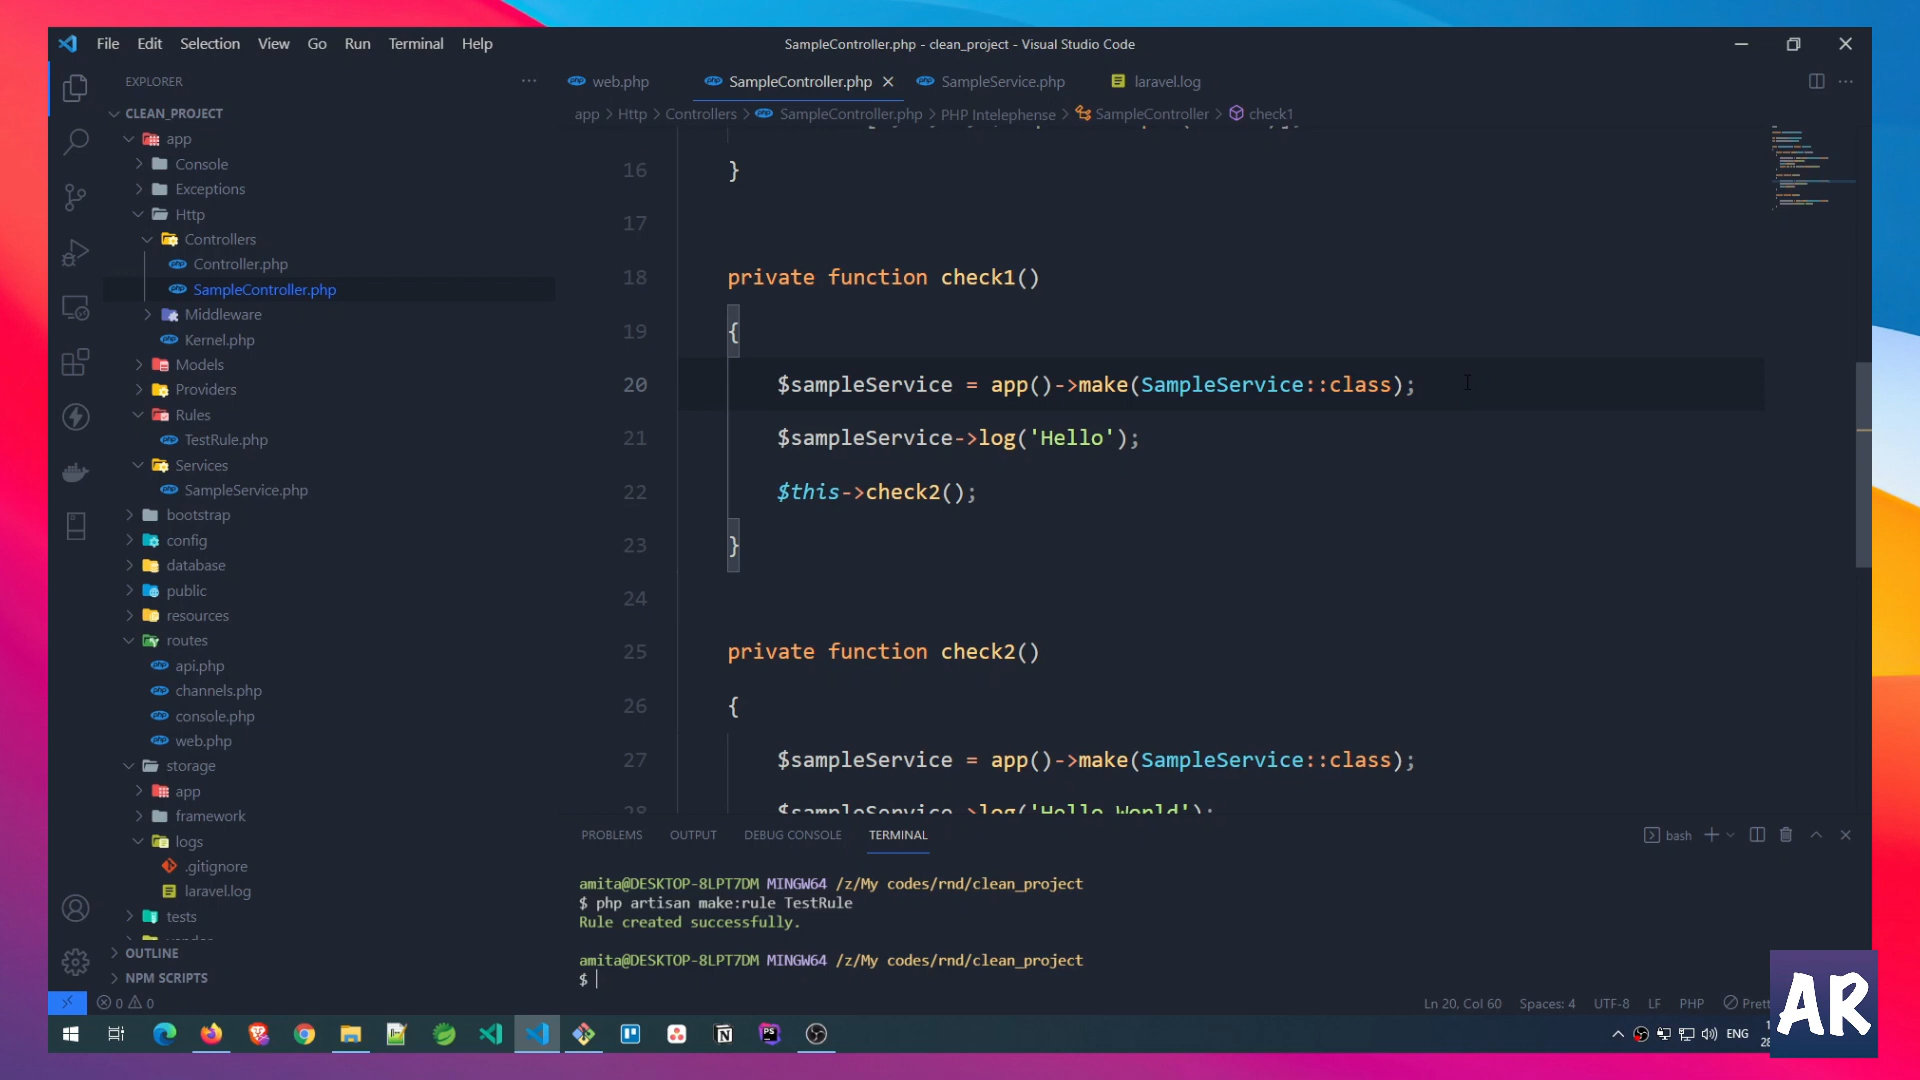 File Edit Selection View Go Run Terminal Help
SampleController.php - clean_project - Visual Studio Code
EXPLORER
CLEAN_PROJECT
app
Console
Exceptions
Http
Controllers
Controller.php
SampleController.php
Middleware
Kernel.php
Models
Providers
Rules
TestRule.php
Services
SampleService.php
bootstrap
config
database
public
resources
routes
api.php
channels.php
console.php
web.php
storage
app
framework
logs
.gitignore
laravel.log
tests
OUTLINE
NPM SCRIPTS
web.php SampleController.php SampleService.php laravel.log
app > Http > Controllers > SampleController.php > PHP Intelephense > SampleController > check1
16 }
17
18 private function check1()
19 {
20 $sampleService = app()->make(SampleService::class);
21 $sampleService->log('Hello');
22 $this->check2();
23 }
24
25 private function check2()
26 {
27 $sampleService = app()->make(SampleService::class);
28 $sampleService->log('Hello World');
PROBLEMS OUTPUT DEBUG CONSOLE TERMINAL
bash
amita@DESKTOP-8LPT7DM MINGW64 /z/My codes/rnd/clean_project
$ php artisan make:rule TestRule
Rule created successfully.
amita@DESKTOP-8LPT7DM MINGW64 /z/My codes/rnd/clean_project
$
0 0
Ln 20, Col 60 Spaces: 4 UTF-8 LF PHP
ENG
AR